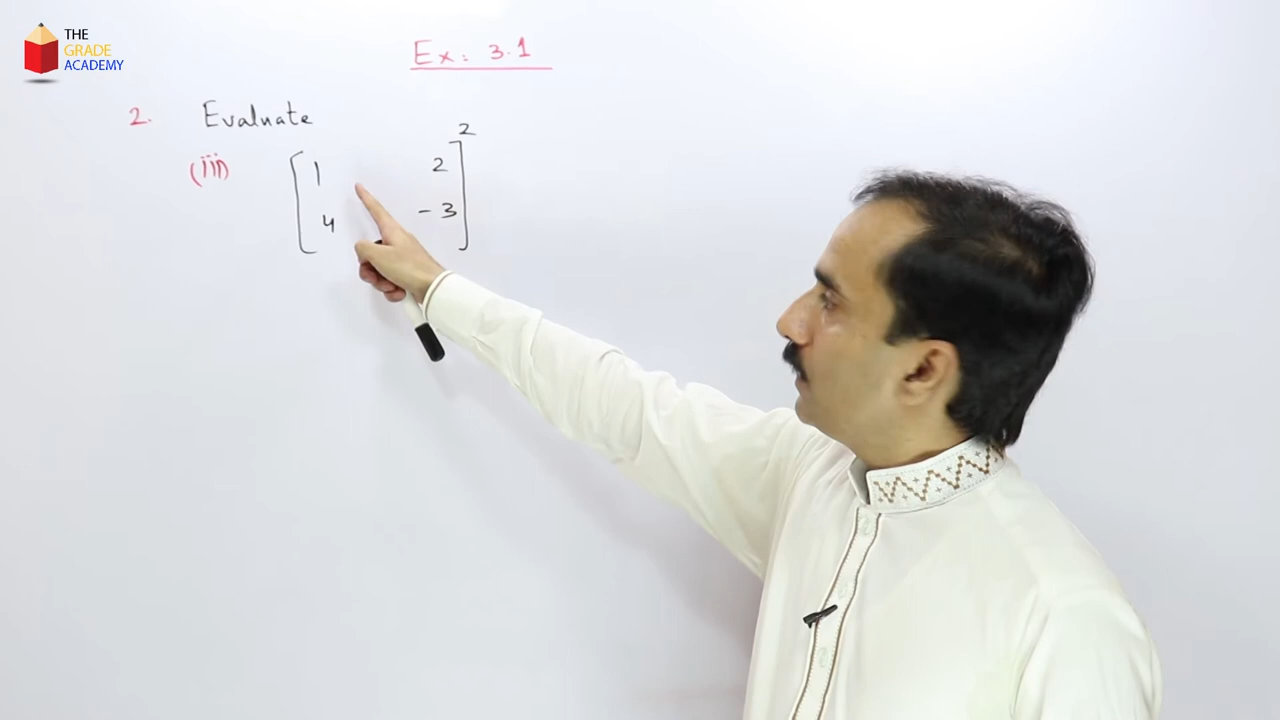 THE
GRADE
ACADEMY
Ex: 3.1
2. Evaluate
(iii) [1 2
4 -3]²